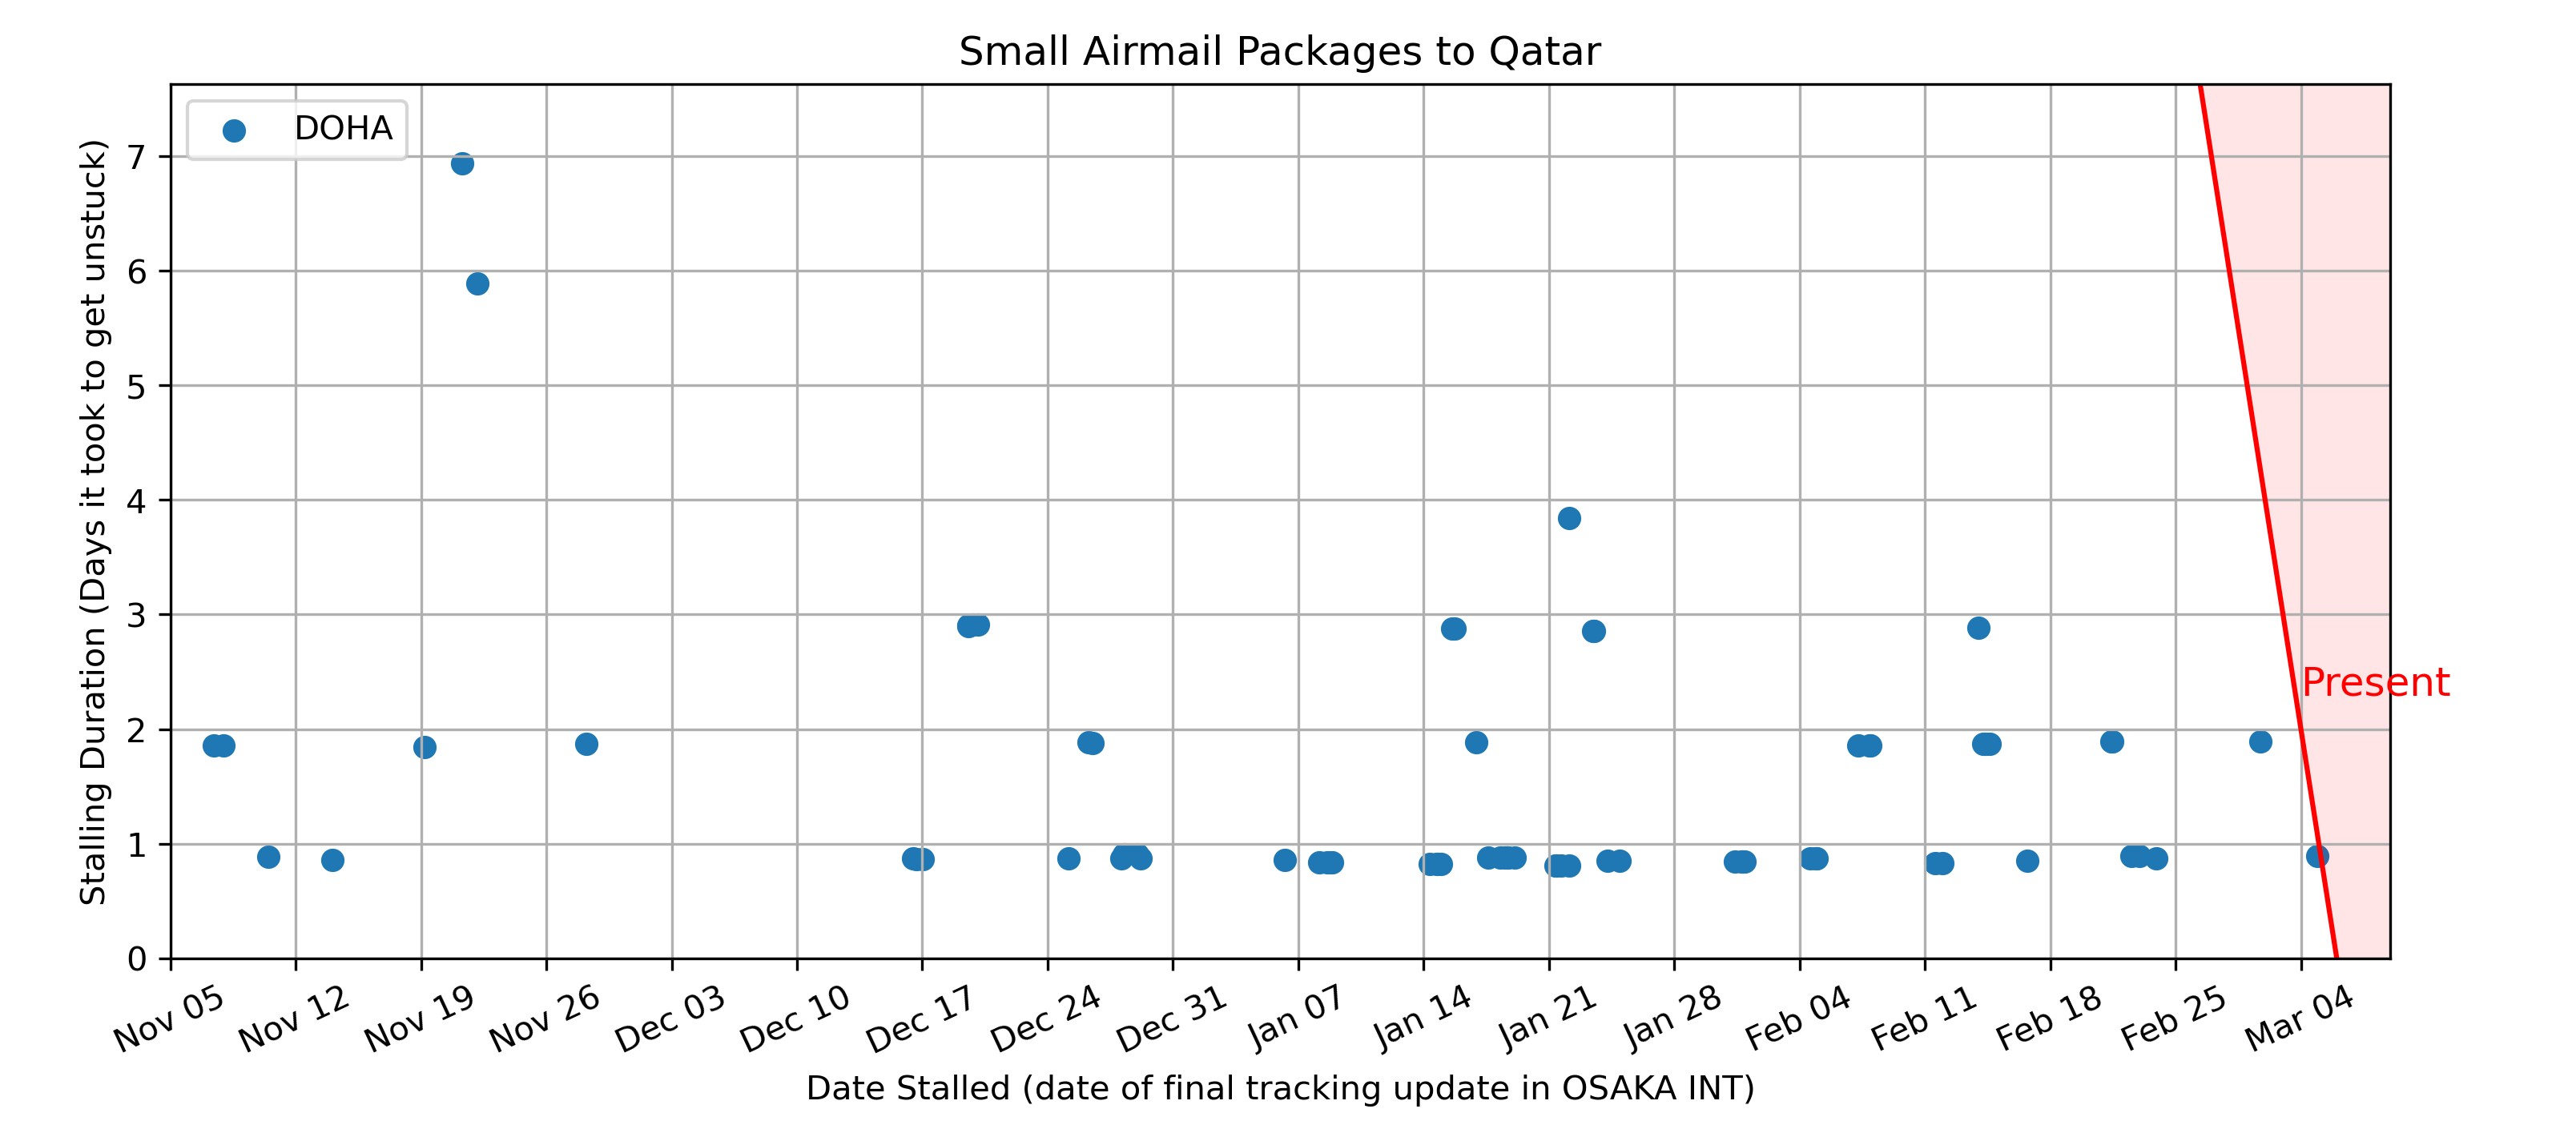 Small Airmail Packages to Qatar
DOHA
Stalling Duration (Days it took to get unstuck)
7
6
5
4
3
2
1
0
Present
Nov 05
Nov 12
Nov 19
Nov 26
Dec 03
Dec 10
Dec 17
Dec 24
Dec 31
Jan 07
Jan 14
Jan 21
Jan 28
Feb 04
Feb 11
Feb 18
Feb 25
Mar 04
Date Stalled (date of final tracking update in OSAKA INT)